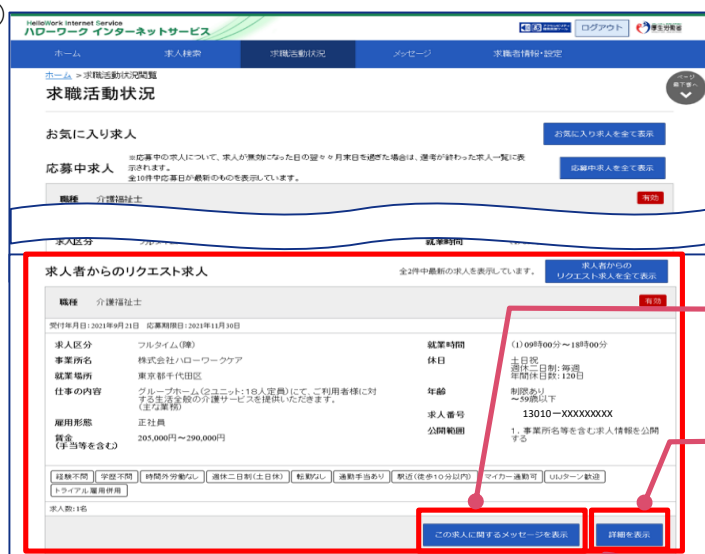 HelloWork Internet Service
ハローワーク インターネットサービス
ログアウト
厚生労働省
ホーム 求人検索 求職活動状況 メッセージ 求職者情報・設定
ホーム > 求職活動状況閲覧
求職活動状況
ページ
最下部へ
お気に入り求人
お気に入り求人を全て表示
応募中求人
※応募中の求人について、求人が無効になった日の翌々月末日を過ぎた場合は、選考が終わった求人一覧に表
示されます。
全10件中応募日が最新のものを表示しています。
応募中求人を全て表示
職種 介護福祉士
有効
求人区分 フルタイム 就業時間
求人者からのリクエスト求人
全2件中最新の求人を表示しています。
求人者からの
リクエスト求人を全て表示
職種 介護福祉士
有効
受付年月日:2021年9月21日 応募期限日:2021年11月30日
求人区分 フルタイム(障)
事業所名 株式会社ハローワークケア
就業場所 東京都千代田区
仕事の内容 グループホーム(2ユニット:18人定員)にて、ご利用者様に対
する生活全般の介護サービスを提供いただきます。
(主な業務)
雇用形態 正社員
賃金
(手当等を含む)
205,000円～290,000円
就業時間 (1)09時00分～18時00分
休日 土日祝
週休二日制:毎週
年間休日数:120日
年齢 制限あり
～59歳以下
求人番号 13010ーXXXXXXXXX
公開範囲 1．事業所名等を含む求人情報を公開
する
経験不問 学歴不問 時間外労働なし 週休二日制(土日休) 転勤なし 通勤手当あり 駅近(徒歩10分以内) マイカー通勤可 UIJターン歓迎
トライアル雇用併用
求人数:1名
この求人に関するメッセージを表示
詳細を表示